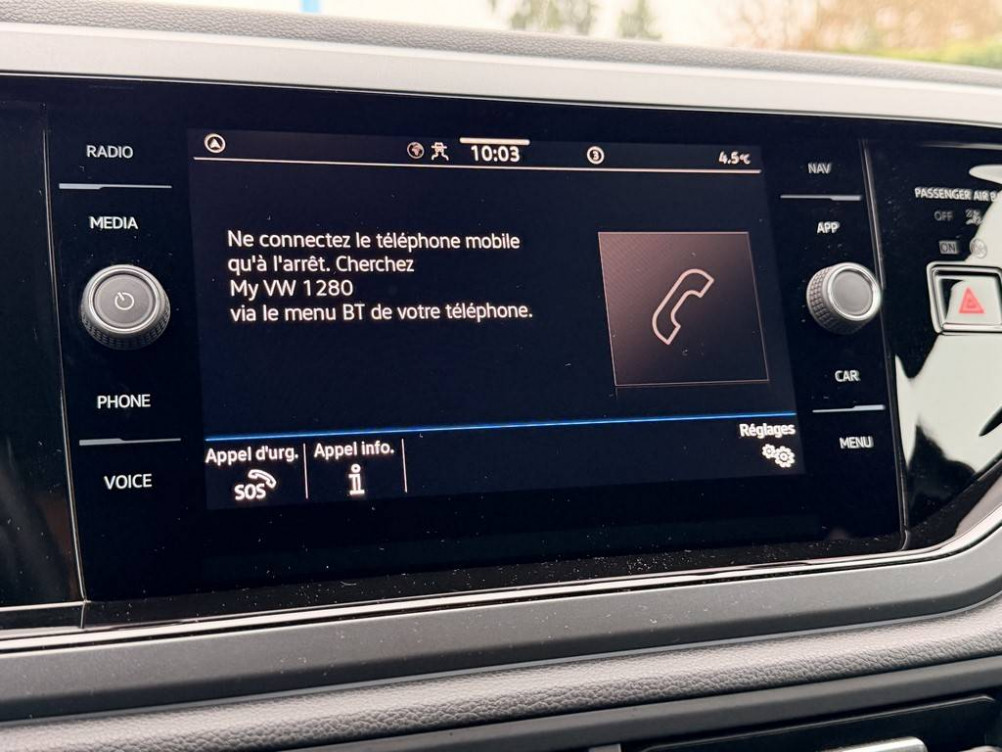 RADIO
MEDIA
PHONE
VOICE
10:03
3
4.5°C
Ne connectez le téléphone mobile
qu'à l'arrêt. Cherchez
My VW 1280
via le menu BT de votre téléphone.
Appel d'urg.
SOS
Appel info.
i
Réglages
NAV
APP
CAR
MENU
PASSENGER AIR
OFF
ON